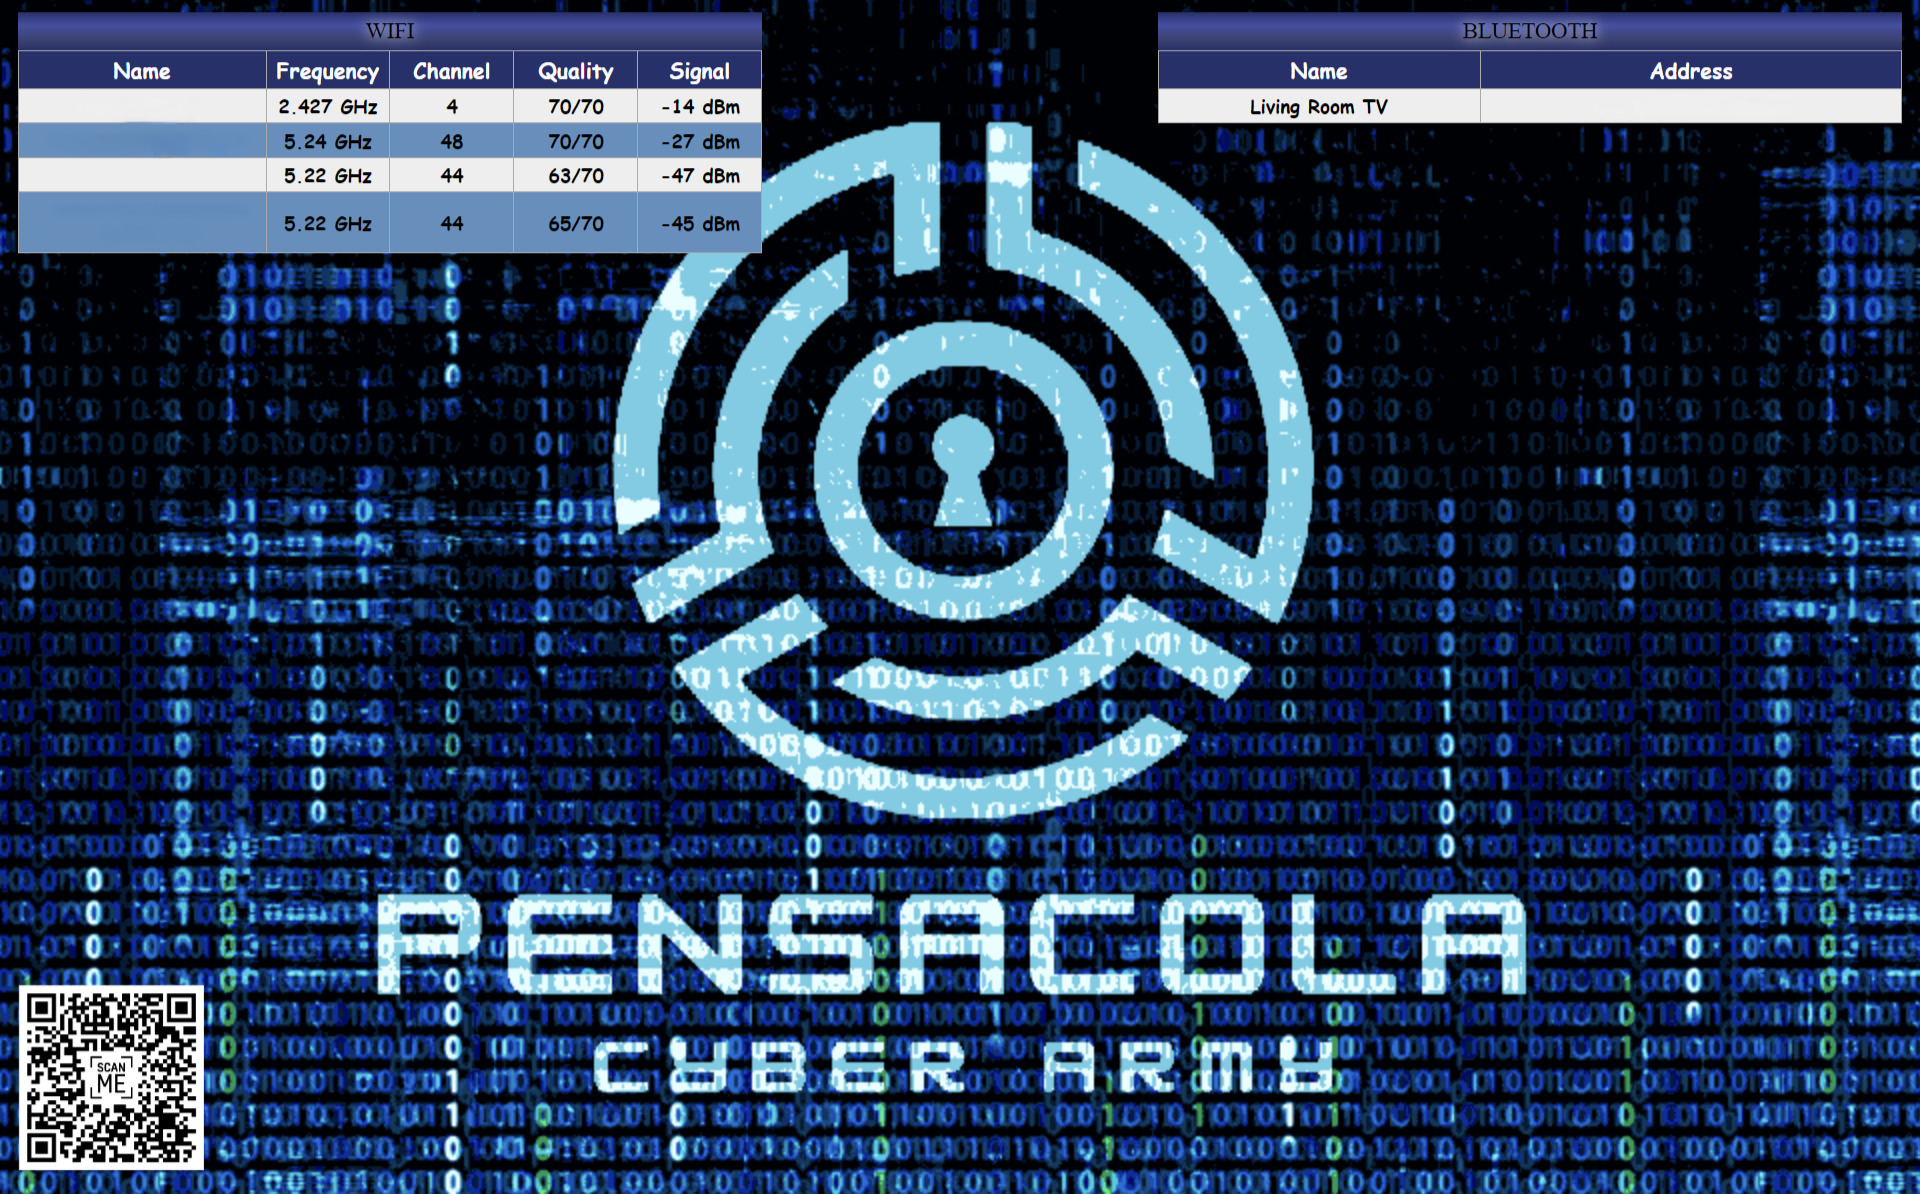 WIFI
Name Frequency Channel Quality Signal
2.427 GHz 4 70/70 -14 dBm
5.24 GHz 48 70/70 -27 dBm
5.22 GHz 44 63/70 -47 dBm
5.22 GHz 44 65/70 -45 dBm
BLUETOOTH
Name Address
Living Room TV
PENSACOLA
CYBER ARMY
SCAN
ME